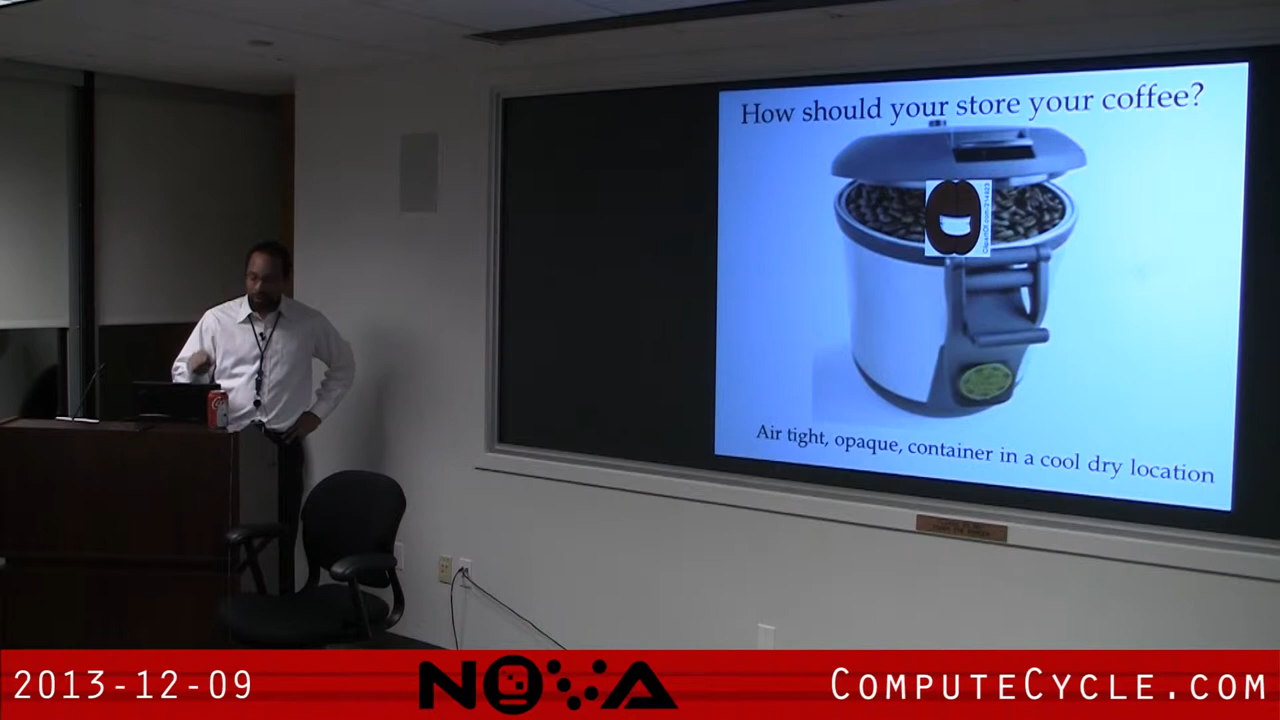 How should your store your coffee?
Air tight, opaque, container in a cool dry location
2013-12-09
NOVA
COMPUTECYCLE.COM